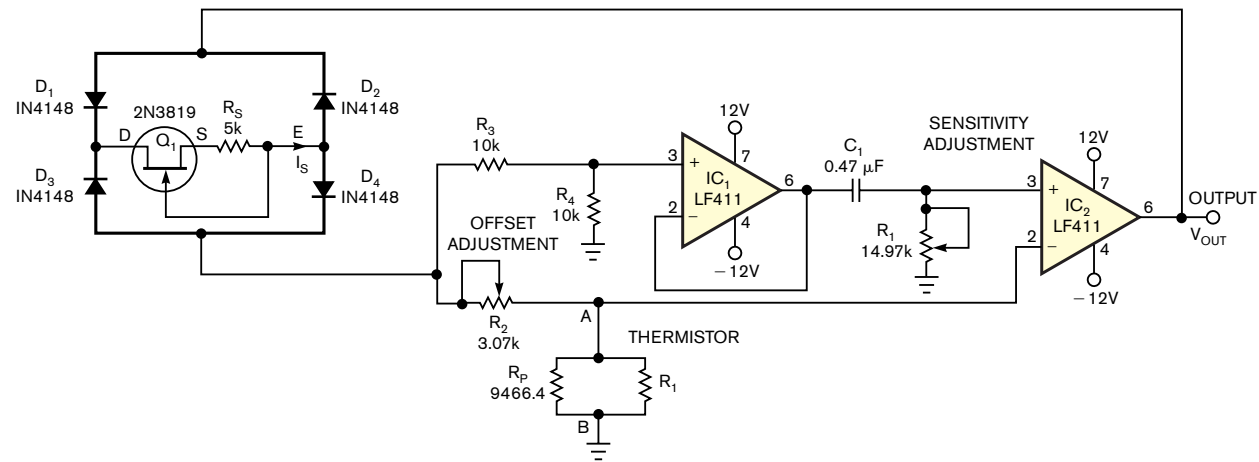 D1
IN4148
D2
IN4148
2N3819
RS
5k
D
Q1
S
E
IS
D3
IN4148
D4
IN4148
R3
10k
R4
10k
OFFSET
ADJUSTMENT
R2
3.07k
A
THERMISTOR
RP
9466.4
R1
B
12V
3
+
7
IC1
LF411
6
2
−
4
−12V
C1
0.47 μF
SENSITIVITY
ADJUSTMENT
R1
14.97k
12V
3
+
7
IC2
LF411
6
2
−
4
−12V
OUTPUT
VOUT